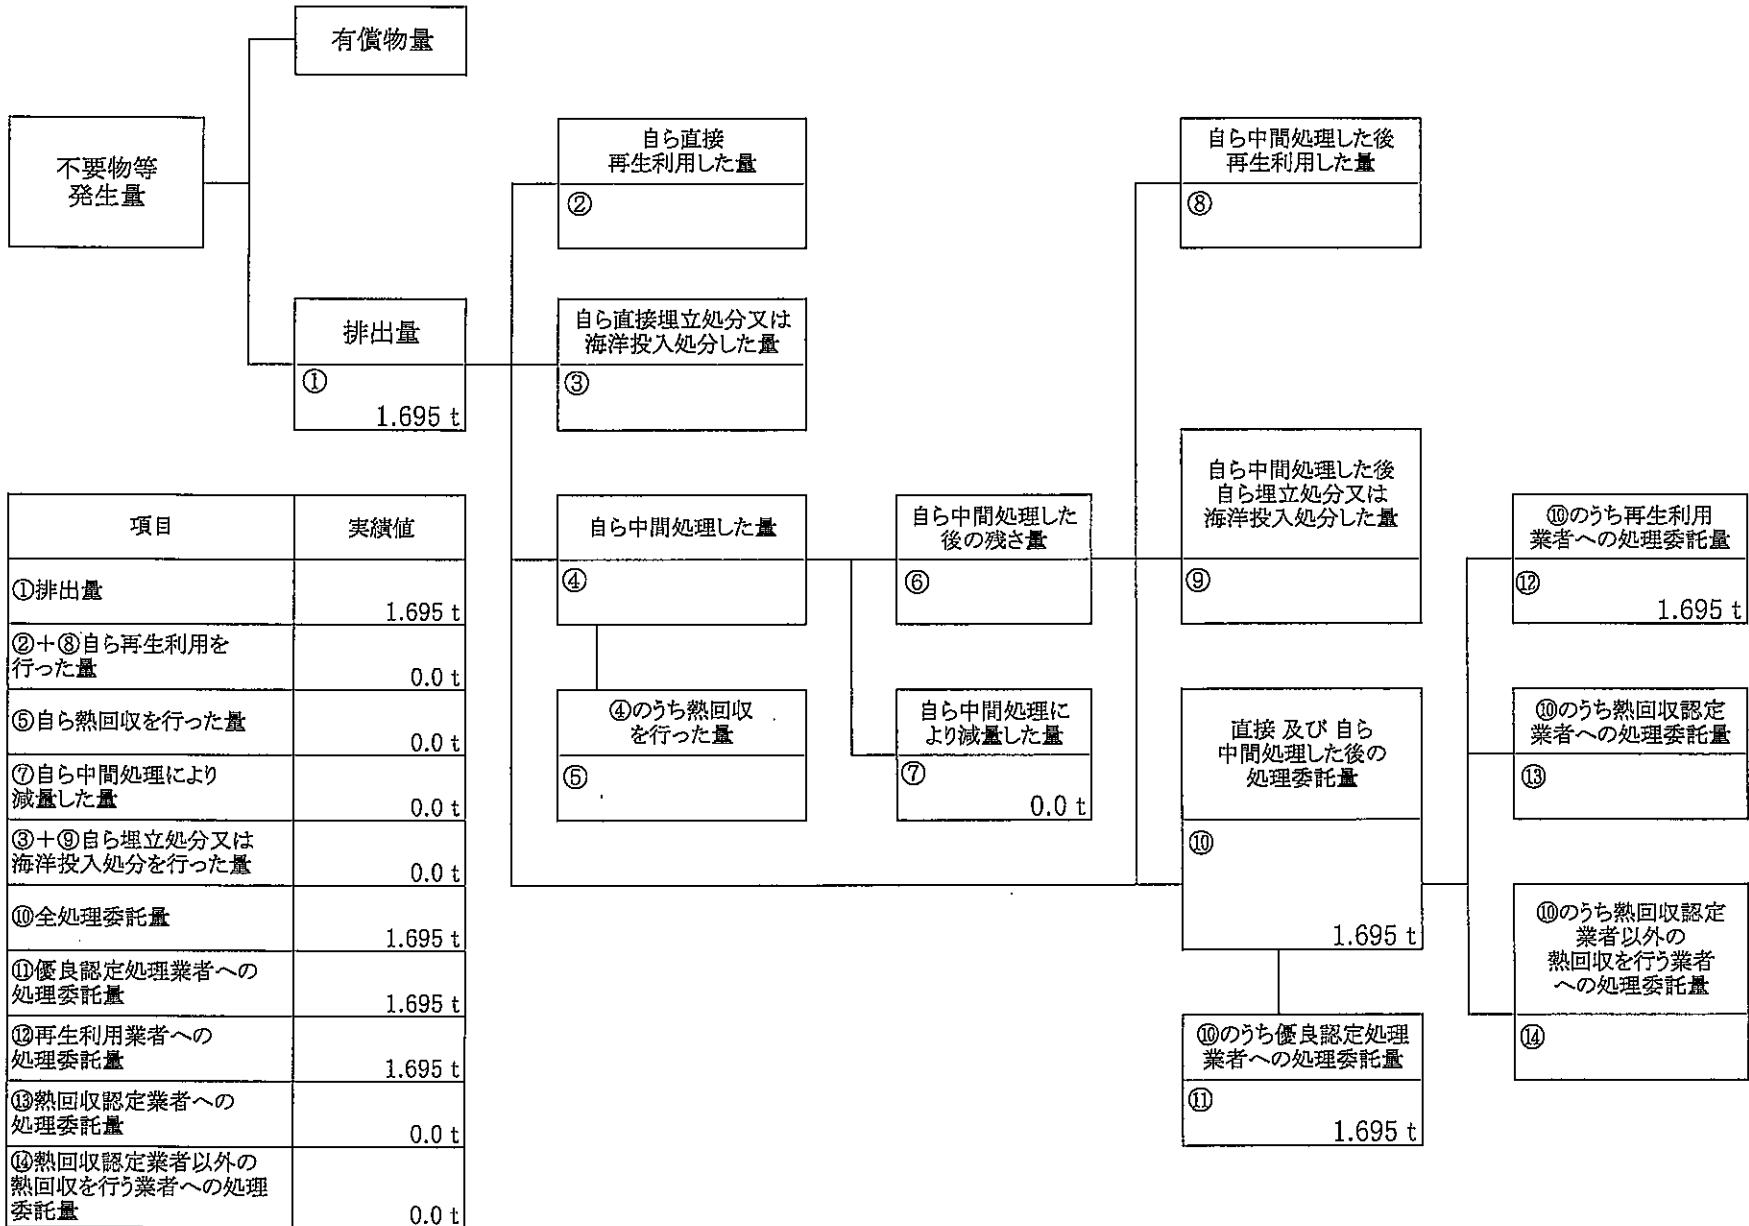 有償物量
不要物等
発生量
自ら直接
再生利用した量
②
自ら中間処理した後
再生利用した量
⑧
排出量
①
1.695 t
自ら直接埋立処分又は
海洋投入処分した量
③
自ら中間処理した量
④
自ら中間処理した
後の残さ量
⑥
自ら中間処理した後
自ら埋立処分又は
海洋投入処分した量
⑨
⑩のうち再生利用
業者への処理委託量
⑫
1.695 t
④のうち熱回収
を行った量
⑤
自ら中間処理に
より減量した量
⑦
0.0 t
直接 及び 自ら
中間処理した後の
処理委託量
⑩
1.695 t
⑩のうち熱回収認定
業者への処理委託量
⑬
⑩のうち熱回収認定
業者以外の
熱回収を行う業者
への処理委託量
⑭
⑩のうち優良認定処理
業者への処理委託量
⑪
1.695 t
項目 実績値
①排出量
1.695 t
②+⑧自ら再生利用を
行った量
0.0 t
⑤自ら熱回収を行った量
0.0 t
⑦自ら中間処理により
減量した量
0.0 t
③+⑨自ら埋立処分又は
海洋投入処分を行った量
0.0 t
⑩全処理委託量
1.695 t
⑪優良認定処理業者への
処理委託量
1.695 t
⑫再生利用業者への
処理委託量
1.695 t
⑬熱回収認定業者への
処理委託量
0.0 t
⑭熱回収認定業者以外の
熱回収を行う業者への処理
委託量
0.0 t